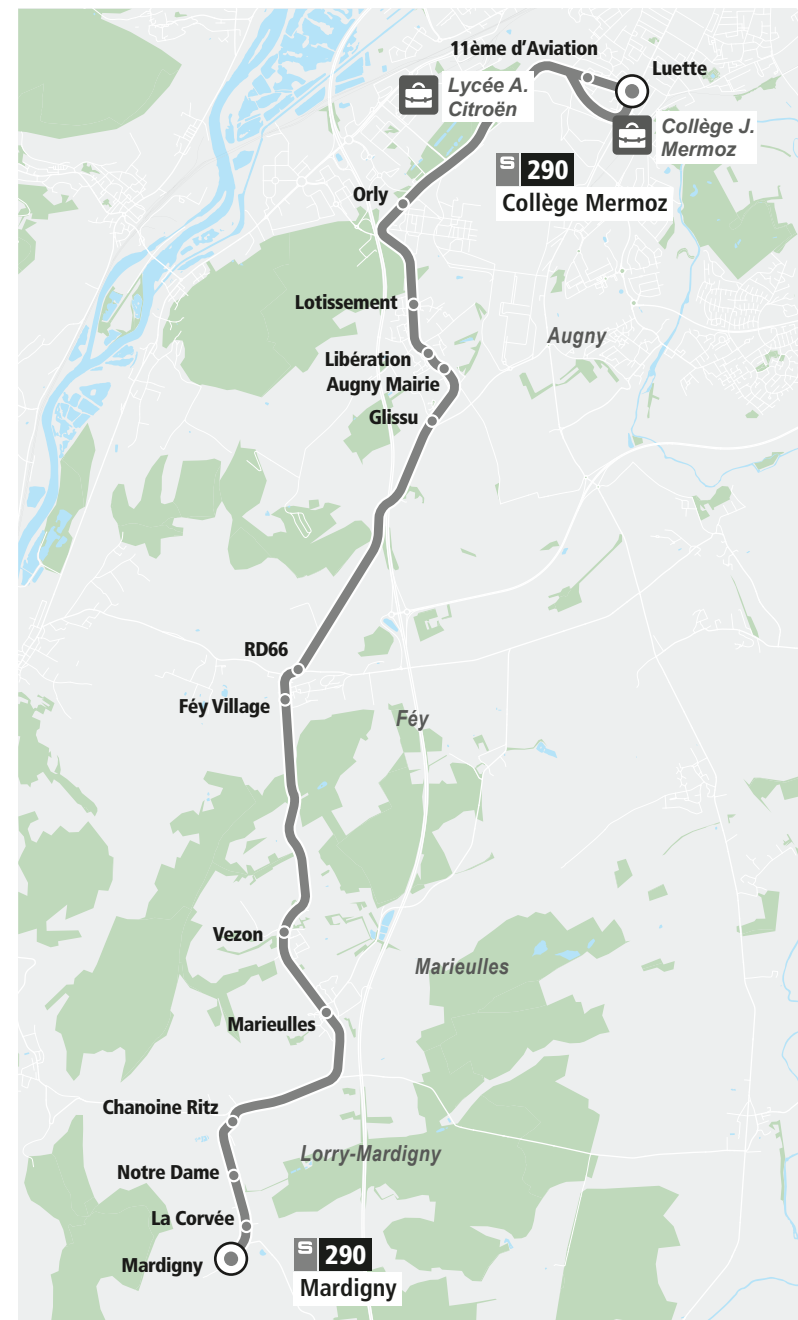 11ème d'Aviation
Luette
Lycée A.
Citroën
Collège J.
Mermoz
S 290
Collège Mermoz
Orly
Lotissement
Augny
Libération
Augny Mairie
Glissu
RD66
Féy Village
Féy
Vezon
Marieulles
Marieulles
Chanoine Ritz
Lorry-Mardigny
Notre Dame
La Corvée
Mardigny
S 290
Mardigny